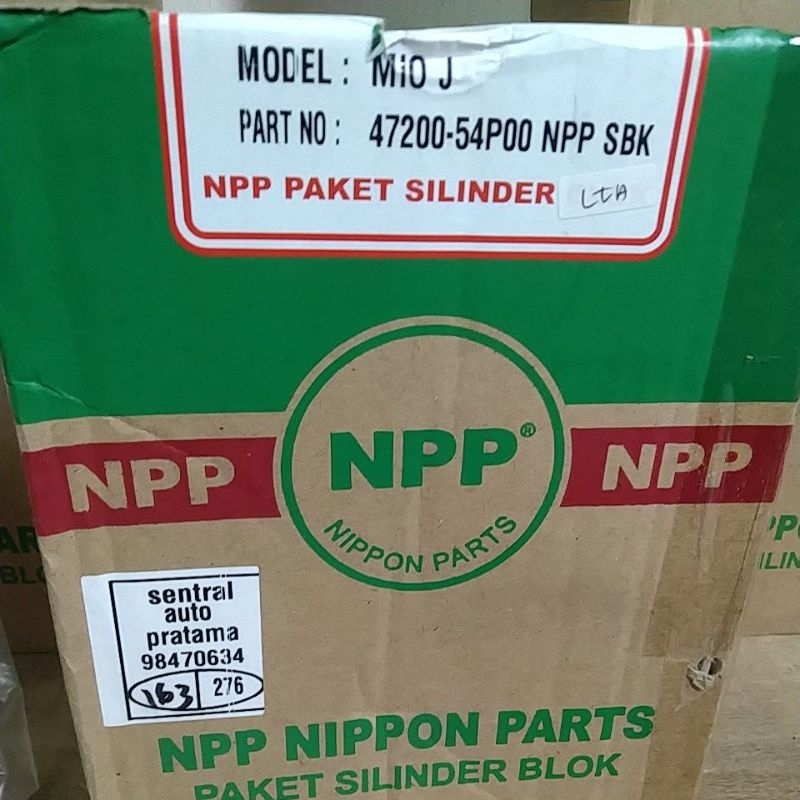 MODEL : MIO J
PART NO : 47200-54P00 NPP SBK
NPP PAKET SILINDER
NPP®
NIPPON PARTS
NPP
NPP
sentral
auto
pratama
98470634
163 276
NPP NIPPON PARTS
PAKET SILINDER BLOK